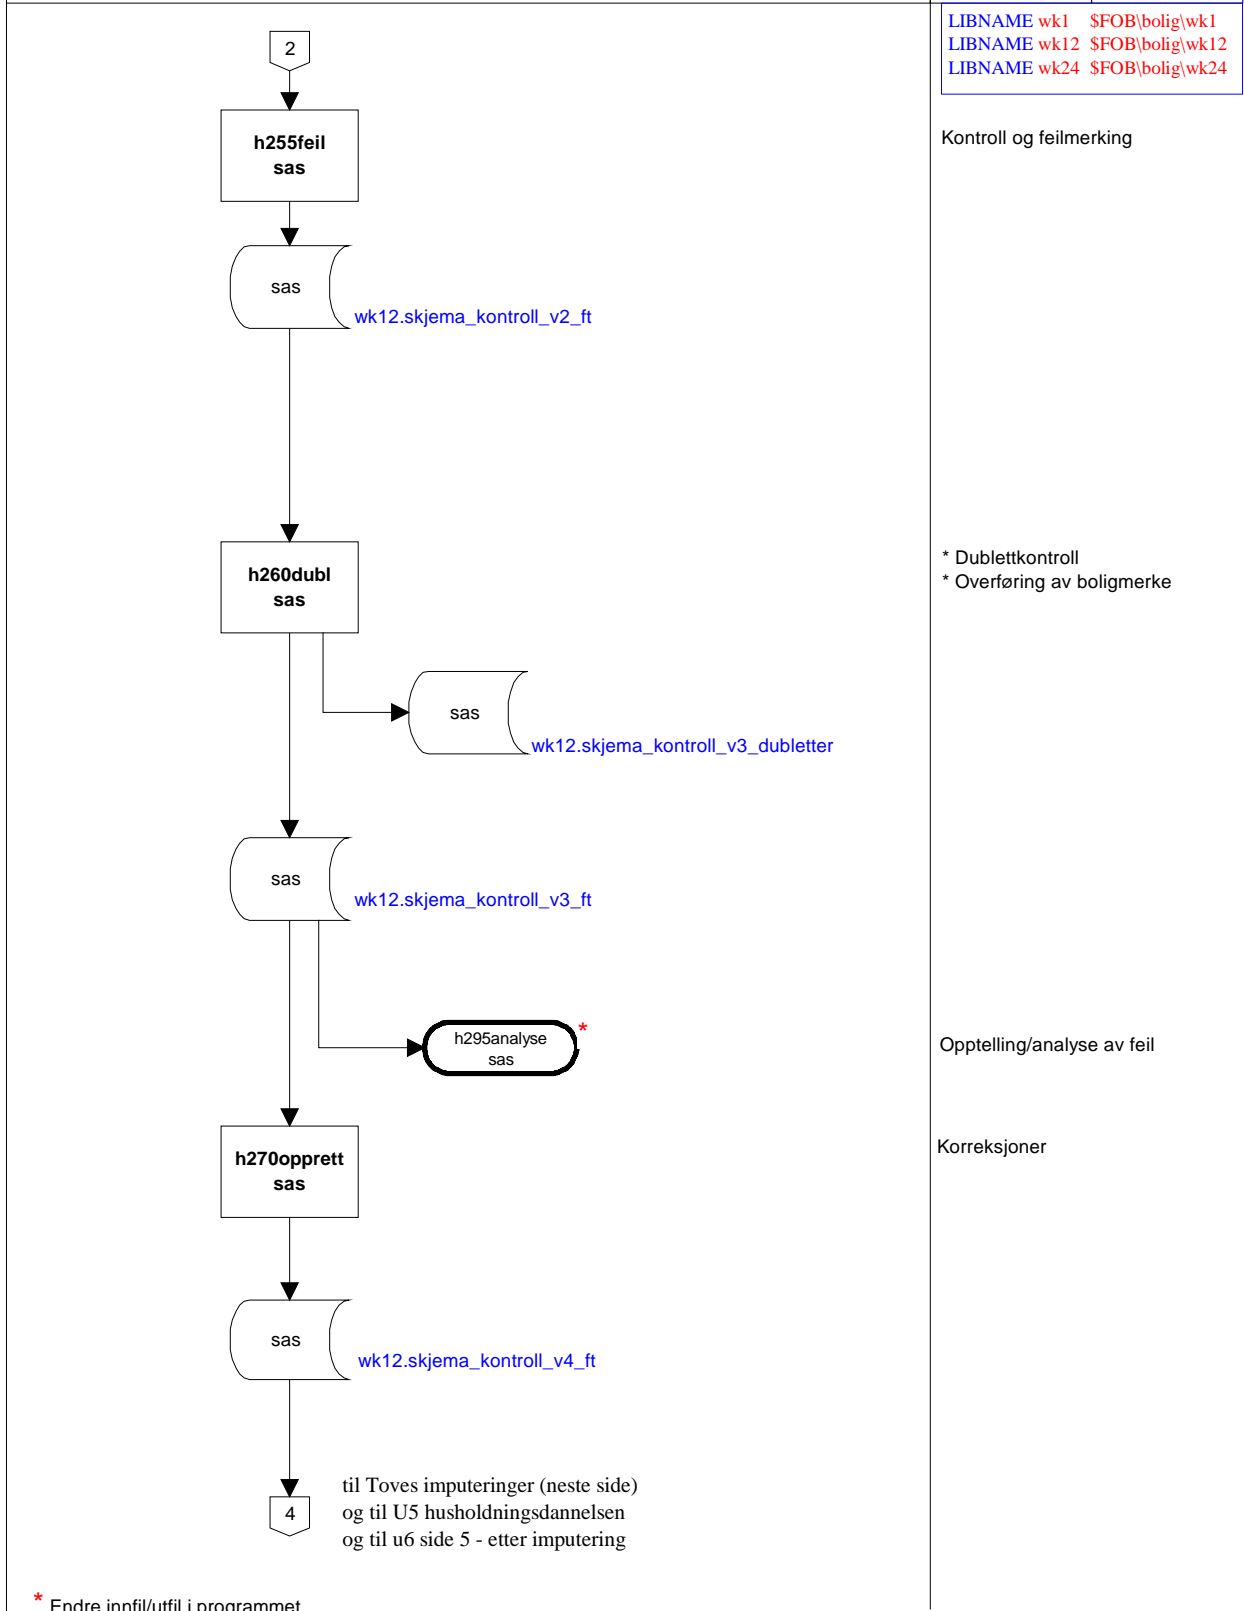 LIBNAME wk1 $FOB\bolig\wk1
LIBNAME wk12 $FOB\bolig\wk12
LIBNAME wk24 $FOB\bolig\wk24
2
h255feil
sas
Kontroll og feilmerking
sas
wk12.skjema_kontroll_v2_ft
h260dubl
sas
* Dublettkontroll
* Overføring av boligmerke
sas
wk12.skjema_kontroll_v3_dubletter
sas
wk12.skjema_kontroll_v3_ft
h295analyse
sas
*
Opptelling/analyse av feil
h270opprett
sas
Korreksjoner
sas
wk12.skjema_kontroll_v4_ft
4
til Toves imputeringer (neste side)
og til U5 husholdningsdannelsen
og til u6 side 5 - etter imputering
* Endre innfil/utfil i programmet